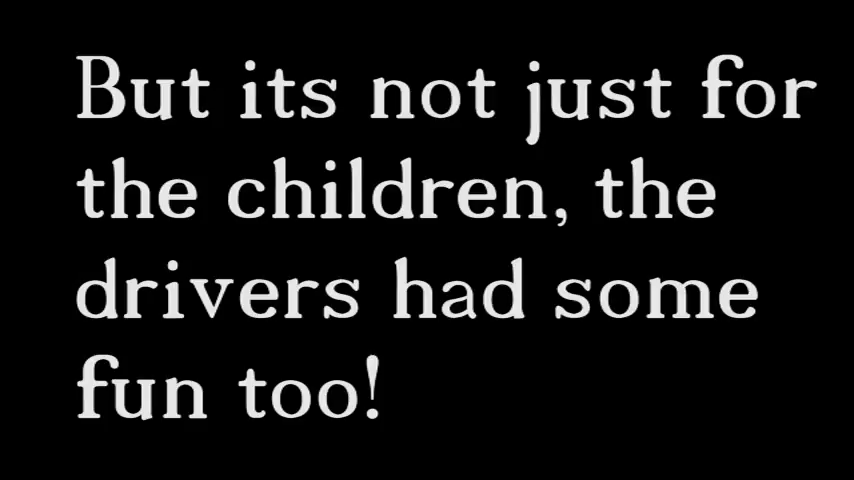 But its not just for
the children, the
drivers had some
fun too!